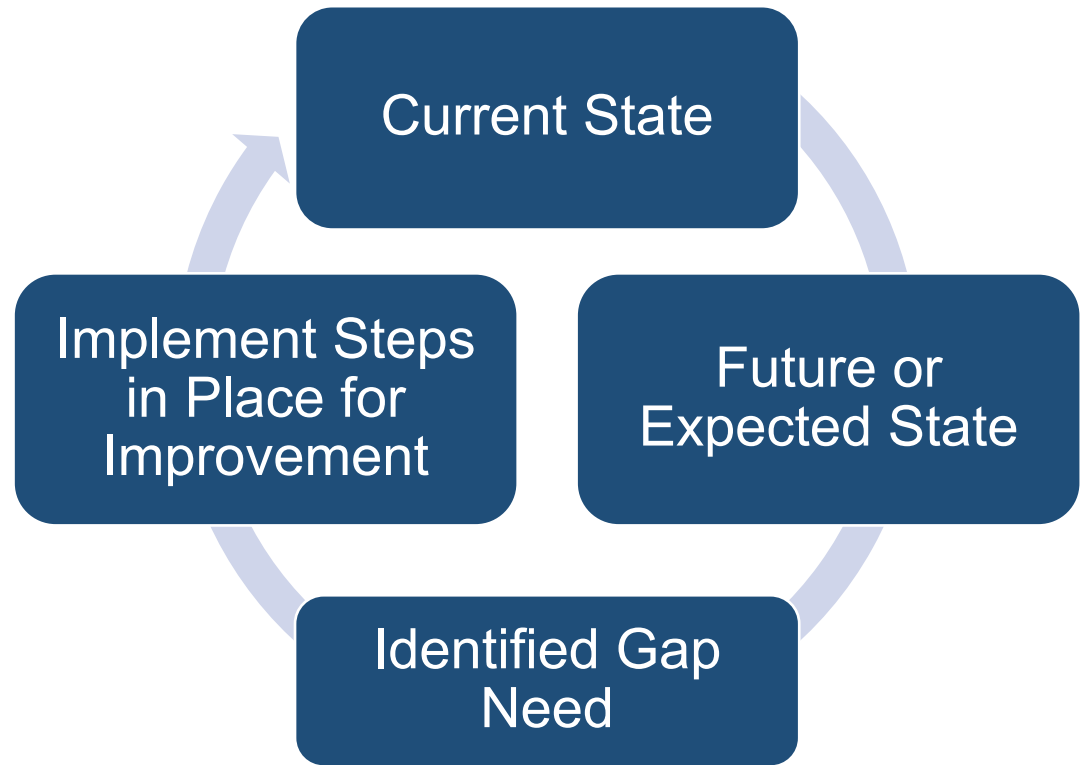 Current State
Future or
Expected State
Identified Gap
Need
Implement Steps
in Place for
Improvement